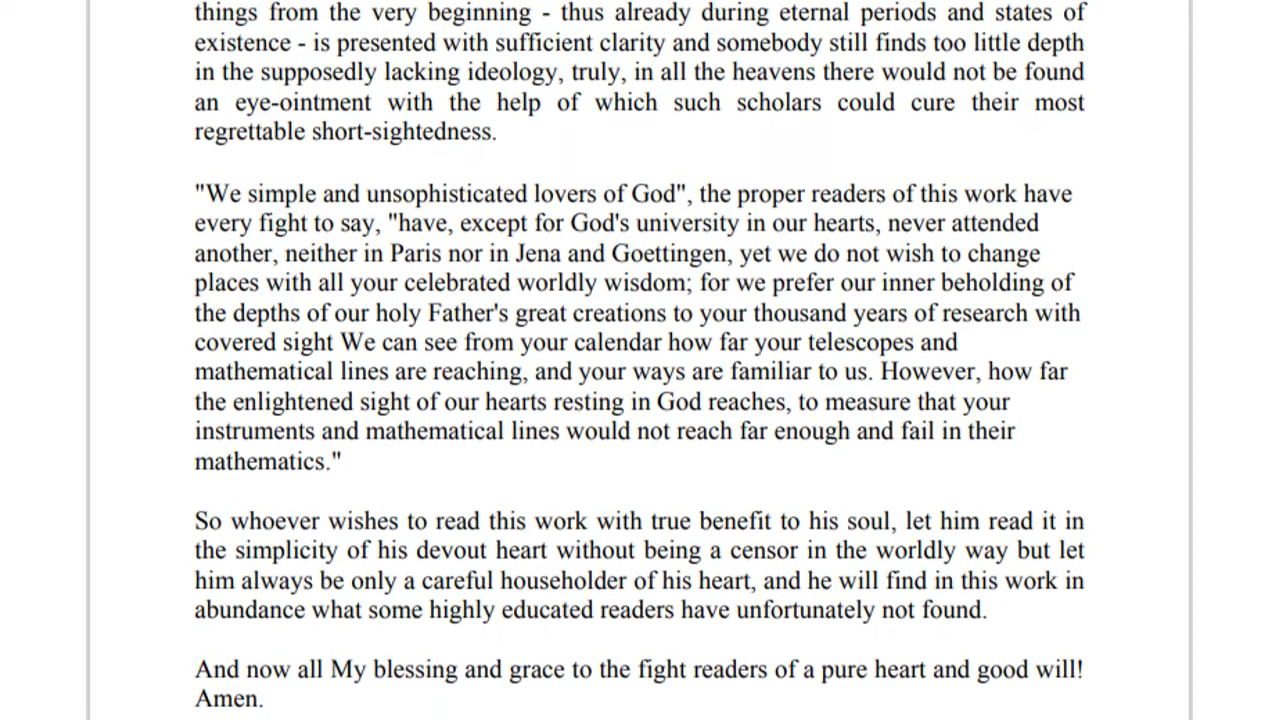 things from the very beginning - thus already during eternal periods and states of
existence - is presented with sufficient clarity and somebody still finds too little depth
in the supposedly lacking ideology, truly, in all the heavens there would not be found
an eye-ointment with the help of which such scholars could cure their most
regrettable short-sightedness.
"We simple and unsophisticated lovers of God", the proper readers of this work have
every fight to say, "have, except for God's university in our hearts, never attended
another, neither in Paris nor in Jena and Goettingen, yet we do not wish to change
places with all your celebrated worldly wisdom; for we prefer our inner beholding of
the depths of our holy Father's great creations to your thousand years of research with
covered sight We can see from your calendar how far your telescopes and
mathematical lines are reaching, and your ways are familiar to us. However, how far
the enlightened sight of our hearts resting in God reaches, to measure that your
instruments and mathematical lines would not reach far enough and fail in their
mathematics."
So whoever wishes to read this work with true benefit to his soul, let him read it in
the simplicity of his devout heart without being a censor in the worldly way but let
him always be only a careful householder of his heart, and he will find in this work in
abundance what some highly educated readers have unfortunately not found.
And now all My blessing and grace to the fight readers of a pure heart and good will!
Amen.